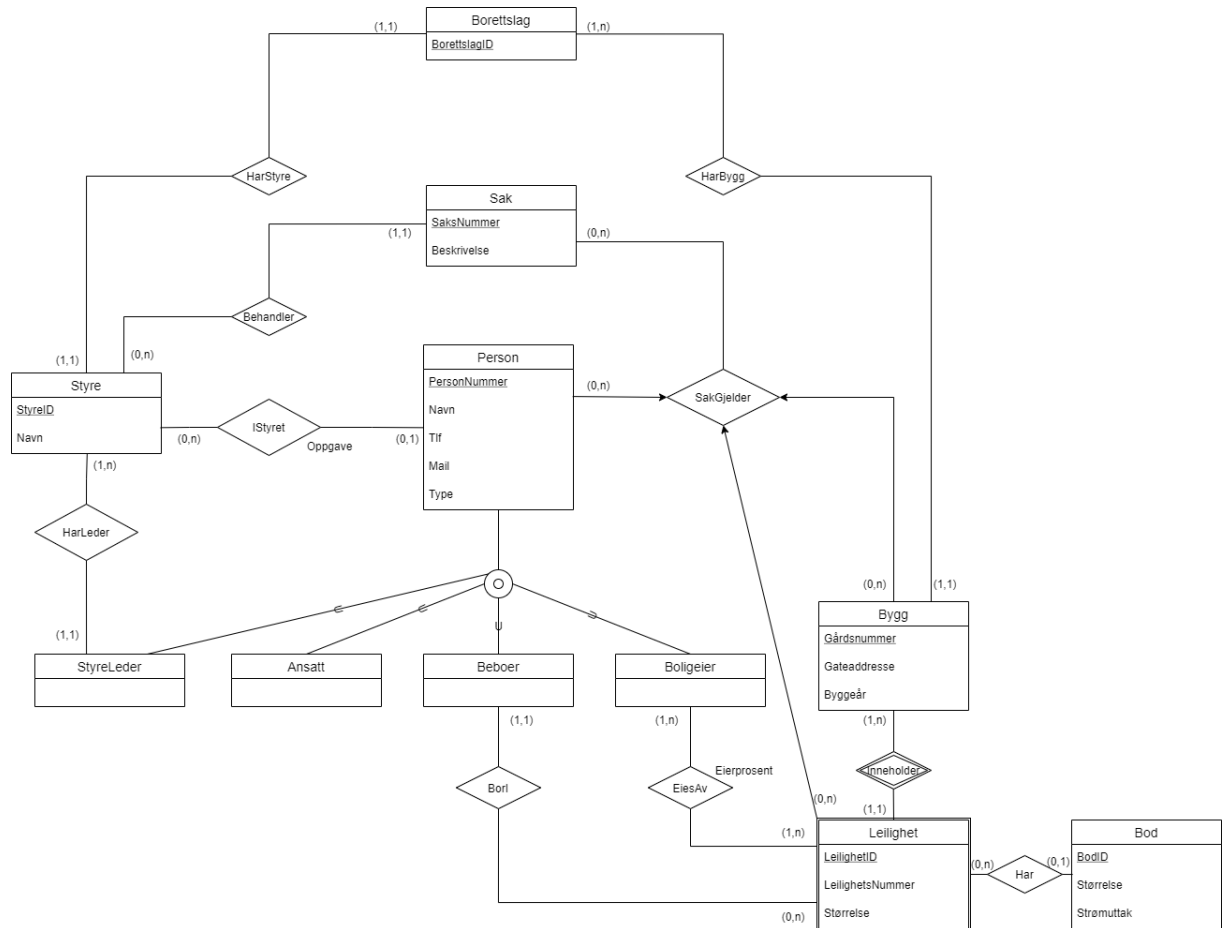 Borettslag
(1,1)
(1,n)
BorettslagID
HarStyre
HarBygg
Sak
SaksNummer
(1,1)
(0,n)
Beskrivelse
Behandler
(1,1)
(0,n)
Person
Styre
PersonNummer
(0,n)
StyreID
Navn
SakGjelder
Navn
IStyret
Tlf
(0,n)
(0,1)
Oppgave
(1,n)
Mail
Type
HarLeder
(0,n)
(1,1)
Bygg
(1,1)
Gårdsnummer
StyreLeder
Ansatt
Beboer
Boligeier
Gateaddresse
Byggeår
(1,1)
(1,n)
(1,n)
Eierprosent
Inneholder
BorI
EiesAv
(0,n)
(1,1)
(1,n)
Leilighet
Bod
LeilighetID
(0,n)
(0,1)
BodID
Har
LeilighetsNummer
Størrelse
(0,n)
Størrelse
Strømuttak